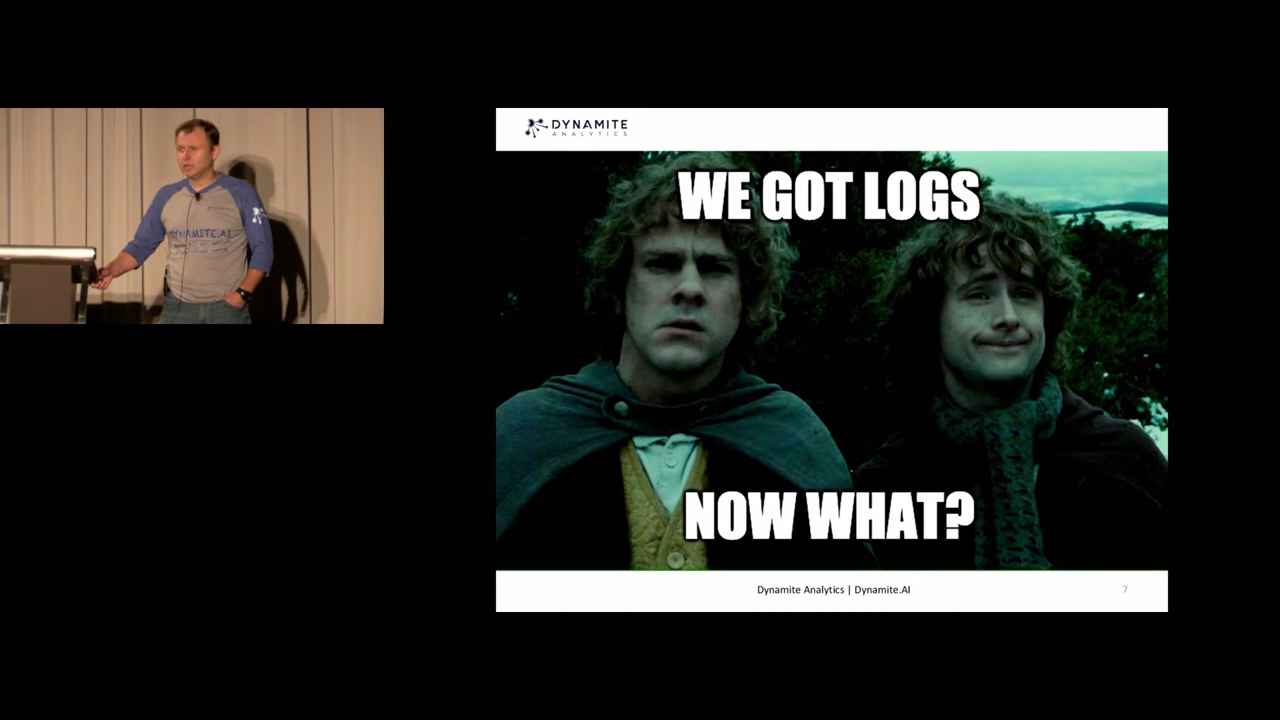 DYNAMITE.AI
DYNAMITE
ANALYTICS
WE GOT LOGS
NOW WHAT?
Dynamite Analytics | Dynamite.AI
7